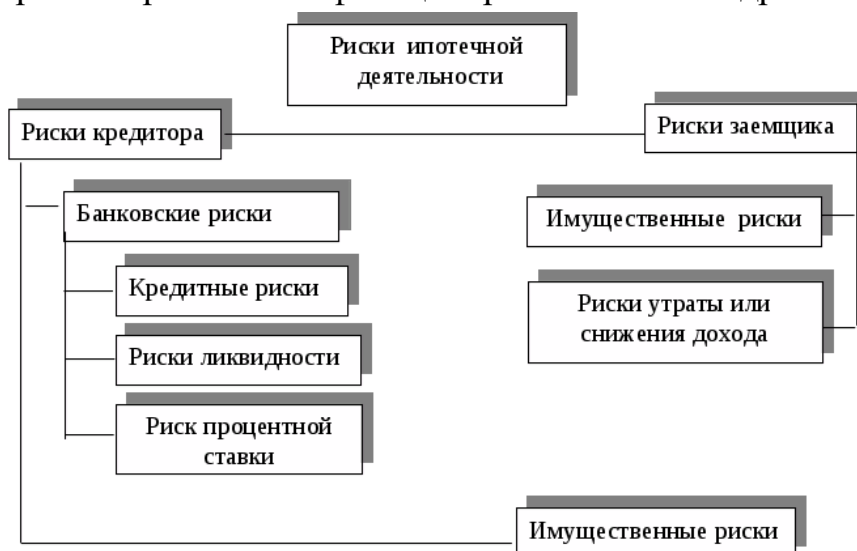 Риски ипотечной
деятельности
Риски кредитора
Риски заемщика
Банковские риски
Имущественные риски
Кредитные риски
Риски утраты или
снижения дохода
Риски ликвидности
Риск процентной
ставки
Имущественные риски